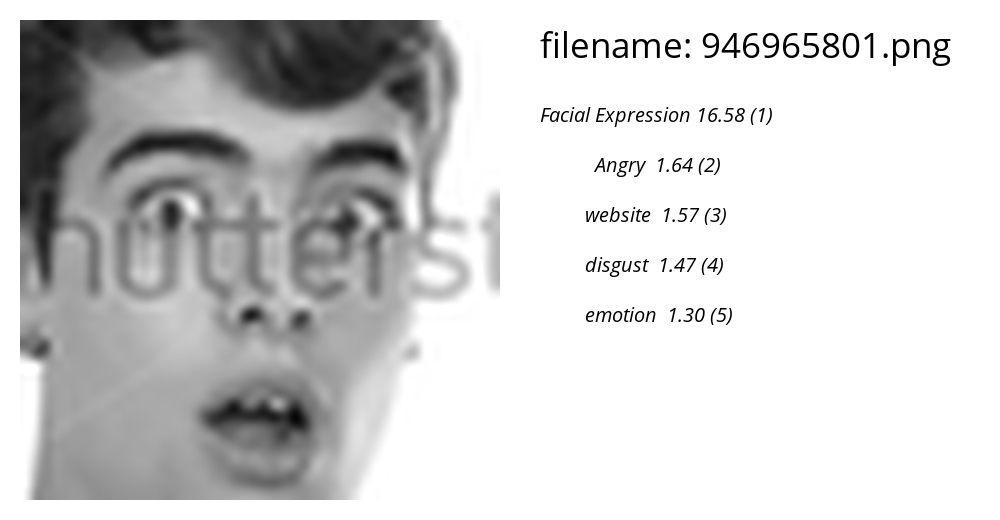 hutterst
filename: 946965801.png
Facial Expression 16.58 (1)
Angry 1.64 (2)
website 1.57 (3)
disgust 1.47 (4)
emotion 1.30 (5)